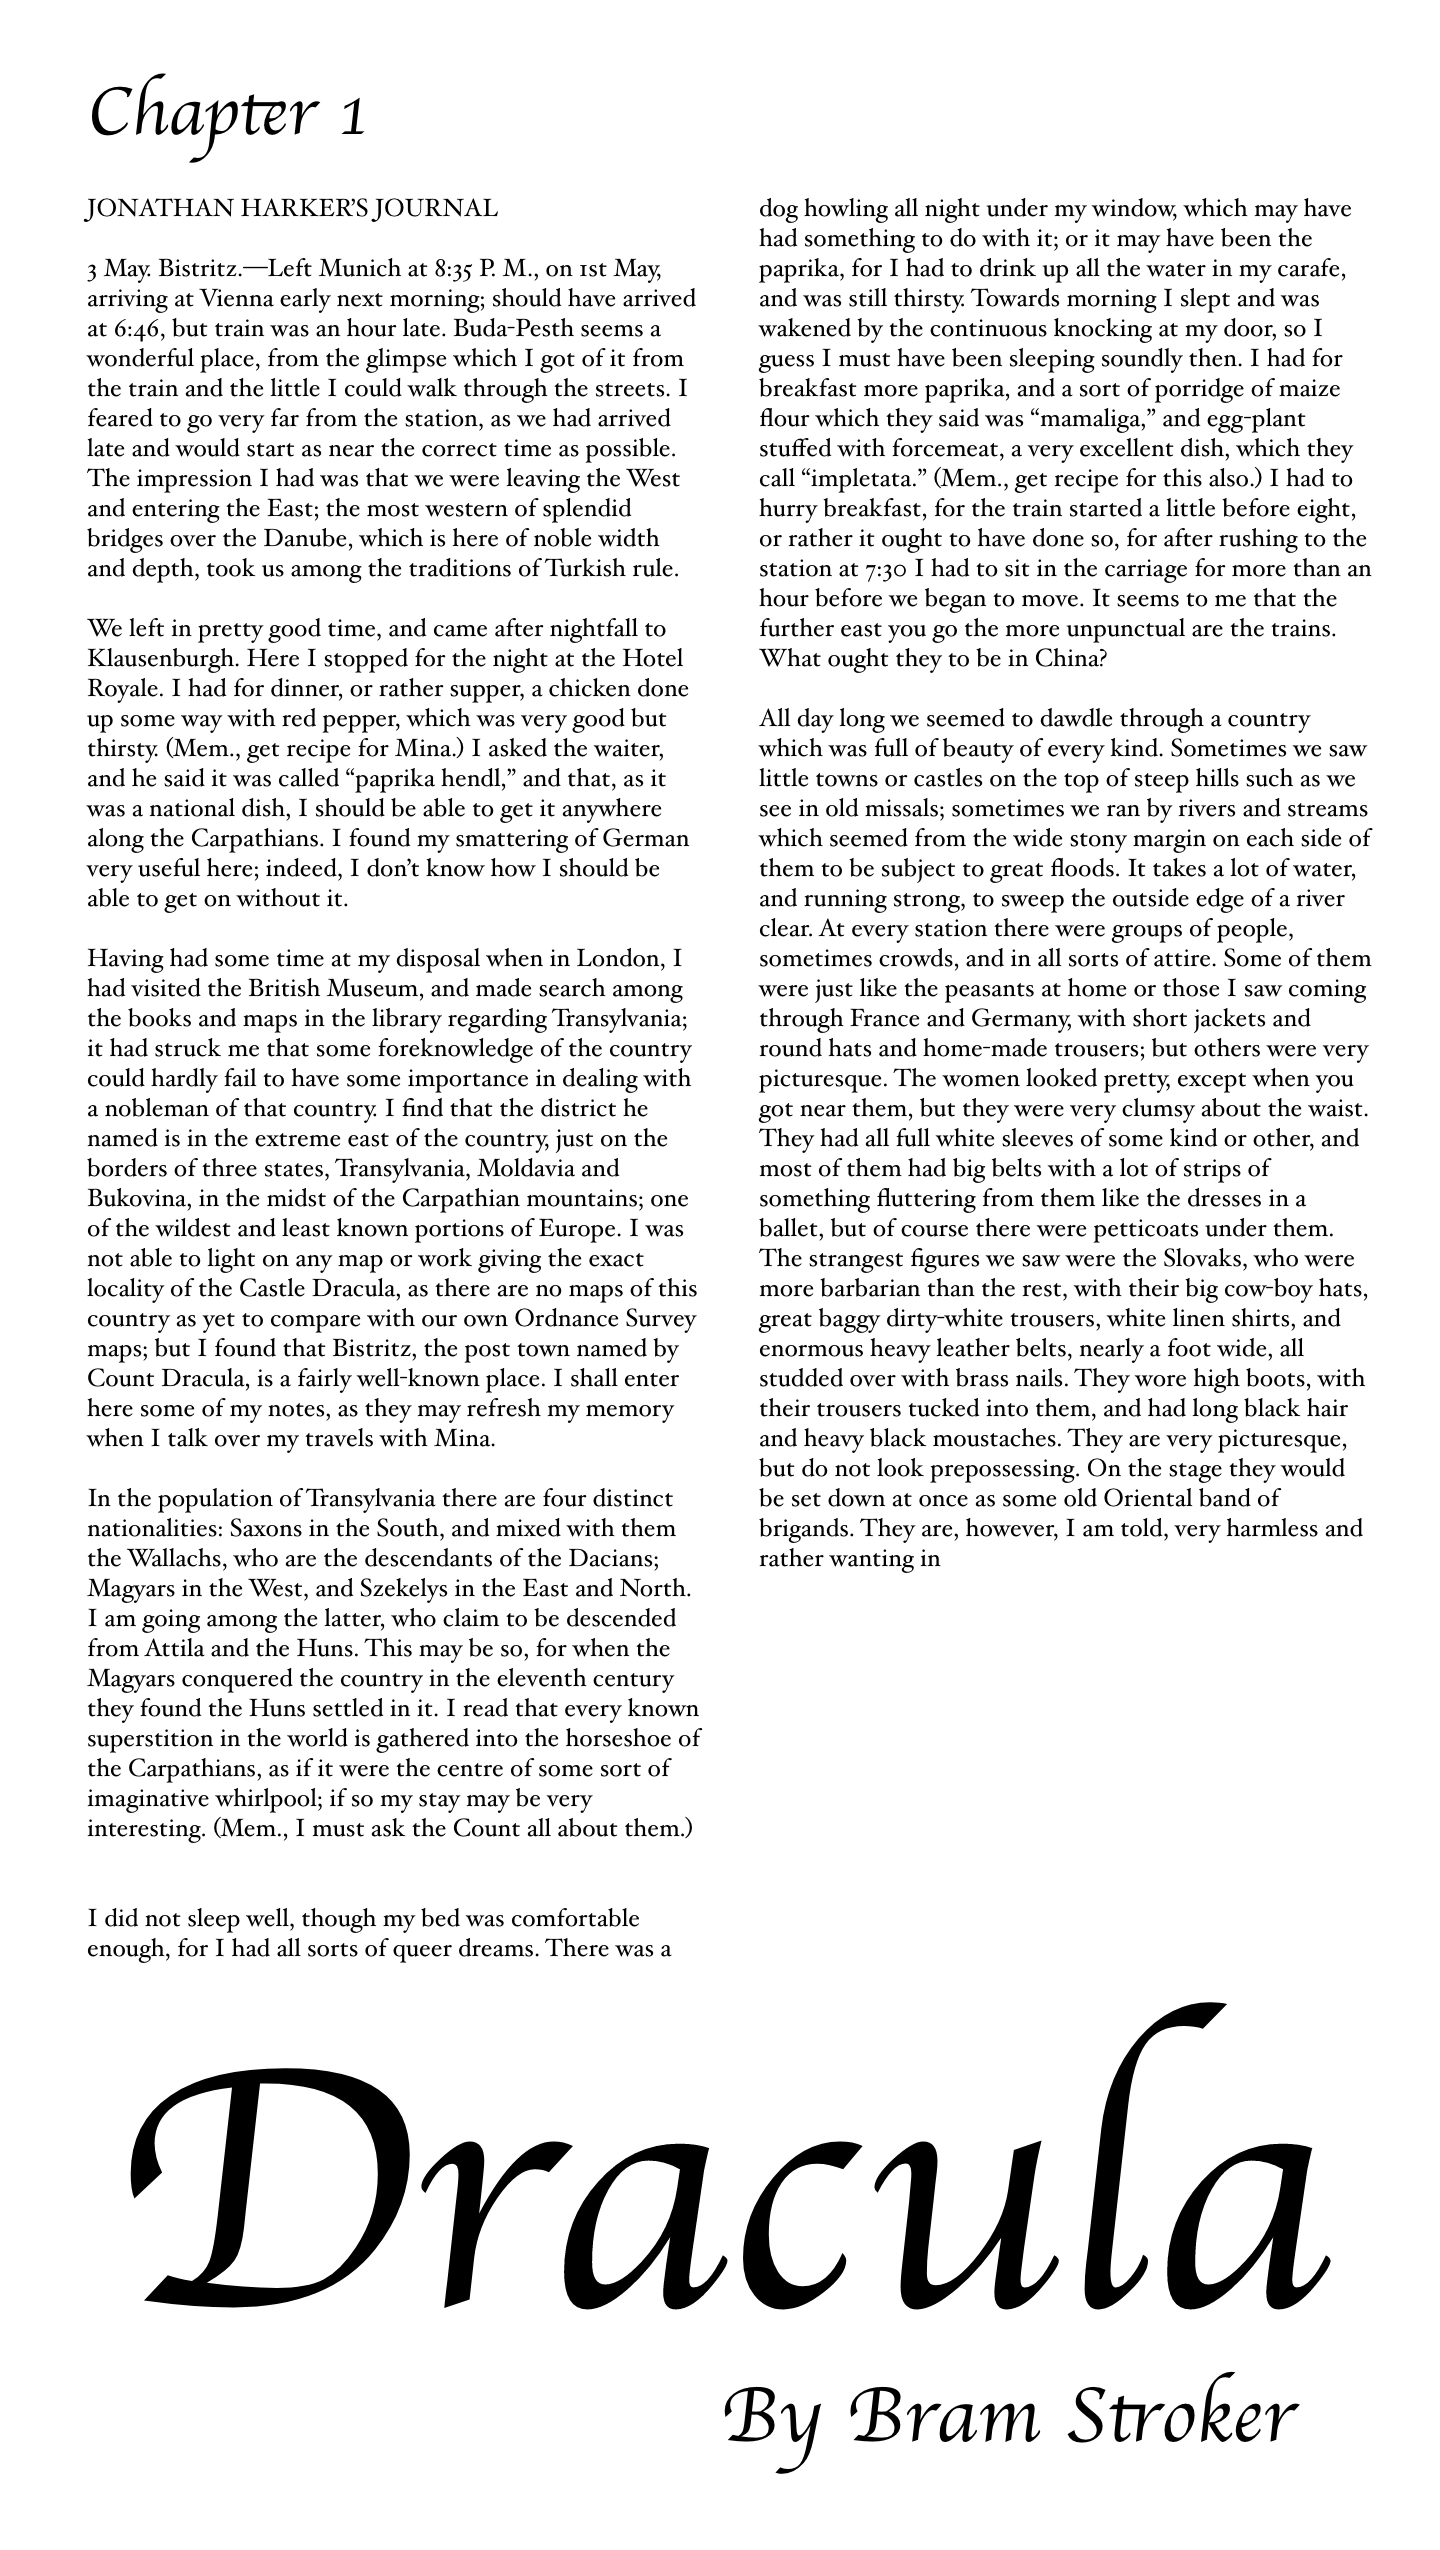 Chapter 1
JONATHAN HARKER’S JOURNAL
3 May. Bistritz.—Left Munich at 8:35 P. M., on 1st May,
arriving at Vienna early next morning; should have arrived
at 6:46, but train was an hour late. Buda-Pesth seems a
wonderful place, from the glimpse which I got of it from
the train and the little I could walk through the streets. I
feared to go very far from the station, as we had arrived
late and would start as near the correct time as possible.
The impression I had was that we were leaving the West
and entering the East; the most western of splendid
bridges over the Danube, which is here of noble width
and depth, took us among the traditions of Turkish rule.
We left in pretty good time, and came after nightfall to
Klausenburgh. Here I stopped for the night at the Hotel
Royale. I had for dinner, or rather supper, a chicken done
up some way with red pepper, which was very good but
thirsty. (Mem., get recipe for Mina.) I asked the waiter,
and he said it was called “paprika hendl,” and that, as it
was a national dish, I should be able to get it anywhere
along the Carpathians. I found my smattering of German
very useful here; indeed, I don’t know how I should be
able to get on without it.
Having had some time at my disposal when in London, I
had visited the British Museum, and made search among
the books and maps in the library regarding Transylvania;
it had struck me that some foreknowledge of the country
could hardly fail to have some importance in dealing with
a nobleman of that country. I find that the district he
named is in the extreme east of the country, just on the
borders of three states, Transylvania, Moldavia and
Bukovina, in the midst of the Carpathian mountains; one
of the wildest and least known portions of Europe. I was
not able to light on any map or work giving the exact
locality of the Castle Dracula, as there are no maps of this
country as yet to compare with our own Ordnance Survey
maps; but I found that Bistritz, the post town named by
Count Dracula, is a fairly well-known place. I shall enter
here some of my notes, as they may refresh my memory
when I talk over my travels with Mina.
In the population of Transylvania there are four distinct
nationalities: Saxons in the South, and mixed with them
the Wallachs, who are the descendants of the Dacians;
Magyars in the West, and Szekelys in the East and North.
I am going among the latter, who claim to be descended
from Attila and the Huns. This may be so, for when the
Magyars conquered the country in the eleventh century
they found the Huns settled in it. I read that every known
superstition in the world is gathered into the horseshoe of
the Carpathians, as if it were the centre of some sort of
imaginative whirlpool; if so my stay may be very
interesting. (Mem., I must ask the Count all about them.)
I did not sleep well, though my bed was comfortable
enough, for I had all sorts of queer dreams. There was a
dog howling all night under my window, which may have
had something to do with it; or it may have been the
paprika, for I had to drink up all the water in my carafe,
and was still thirsty. Towards morning I slept and was
wakened by the continuous knocking at my door, so I
guess I must have been sleeping soundly then. I had for
breakfast more paprika, and a sort of porridge of maize
flour which they said was “mamaliga,” and egg-plant
stuffed with forcemeat, a very excellent dish, which they
call “impletata.” (Mem., get recipe for this also.) I had to
hurry breakfast, for the train started a little before eight,
or rather it ought to have done so, for after rushing to the
station at 7:30 I had to sit in the carriage for more than an
hour before we began to move. It seems to me that the
further east you go the more unpunctual are the trains.
What ought they to be in China?
All day long we seemed to dawdle through a country
which was full of beauty of every kind. Sometimes we saw
little towns or castles on the top of steep hills such as we
see in old missals; sometimes we ran by rivers and streams
which seemed from the wide stony margin on each side of
them to be subject to great floods. It takes a lot of water,
and running strong, to sweep the outside edge of a river
clear. At every station there were groups of people,
sometimes crowds, and in all sorts of attire. Some of them
were just like the peasants at home or those I saw coming
through France and Germany, with short jackets and
round hats and home-made trousers; but others were very
picturesque. The women looked pretty, except when you
got near them, but they were very clumsy about the waist.
They had all full white sleeves of some kind or other, and
most of them had big belts with a lot of strips of
something fluttering from them like the dresses in a
ballet, but of course there were petticoats under them.
The strangest figures we saw were the Slovaks, who were
more barbarian than the rest, with their big cow-boy hats,
great baggy dirty-white trousers, white linen shirts, and
enormous heavy leather belts, nearly a foot wide, all
studded over with brass nails. They wore high boots, with
their trousers tucked into them, and had long black hair
and heavy black moustaches. They are very picturesque,
but do not look prepossessing. On the stage they would
be set down at once as some old Oriental band of
brigands. They are, however, I am told, very harmless and
rather wanting in
Dracula
By Bram Stroker